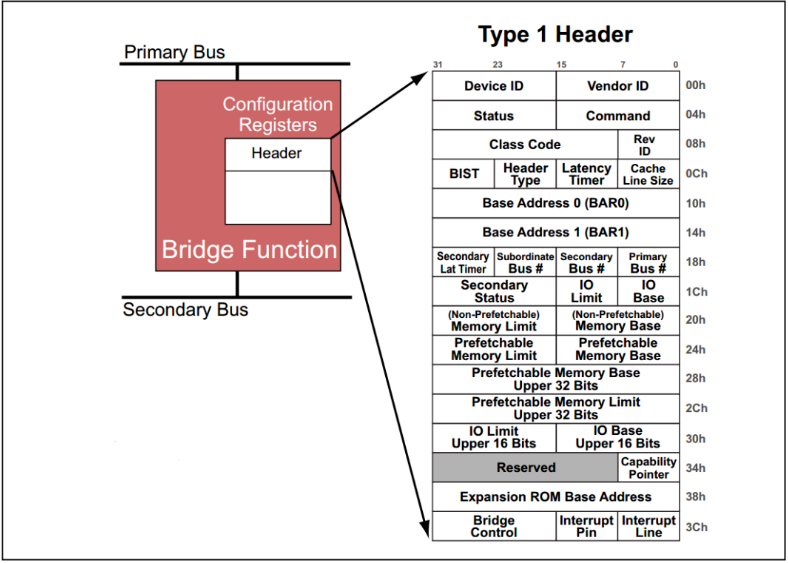 Type 1 Header
Primary Bus
Configuration
Registers
Header
Bridge Function
Secondary Bus
31 23 15 7 0
Device ID Vendor ID 00h
Status Command 04h
Class Code Rev ID 08h
BIST Header Type Latency Timer Cache Line Size 0Ch
Base Address 0 (BAR0) 10h
Base Address 1 (BAR1) 14h
Secondary Lat Timer Subordinate Bus # Secondary Bus # Primary Bus # 18h
Secondary Status IO Limit IO Base 1Ch
(Non-Prefetchable) Memory Limit (Non-Prefetchable) Memory Base 20h
Prefetchable Memory Limit Prefetchable Memory Base 24h
Prefetchable Memory Base Upper 32 Bits 28h
Prefetchable Memory Limit Upper 32 Bits 2Ch
IO Limit Upper 16 Bits IO Base Upper 16 Bits 30h
Reserved Capability Pointer 34h
Expansion ROM Base Address 38h
Bridge Control Interrupt Pin Interrupt Line 3Ch